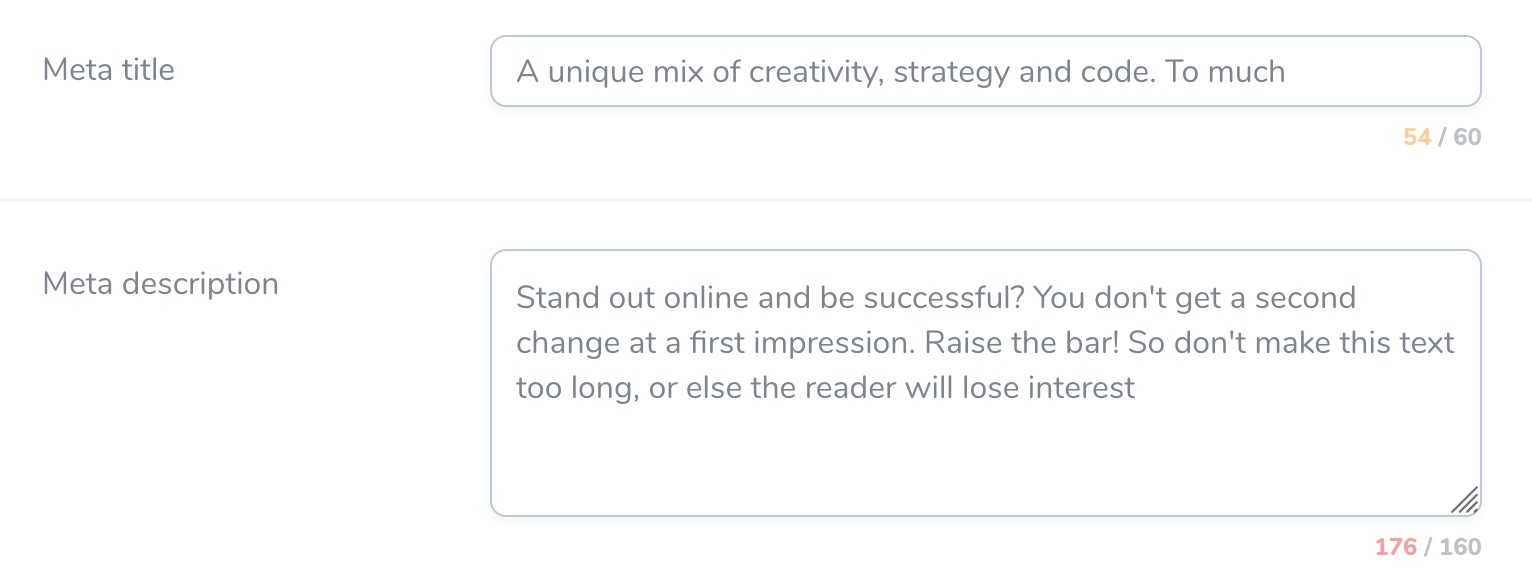 Meta title
A unique mix of creativity, strategy and code. To much
54 / 60
Meta description
Stand out online and be successful? You don't get a second
change at a first impression. Raise the bar! So don't make this text
too long, or else the reader will lose interest
176 / 160